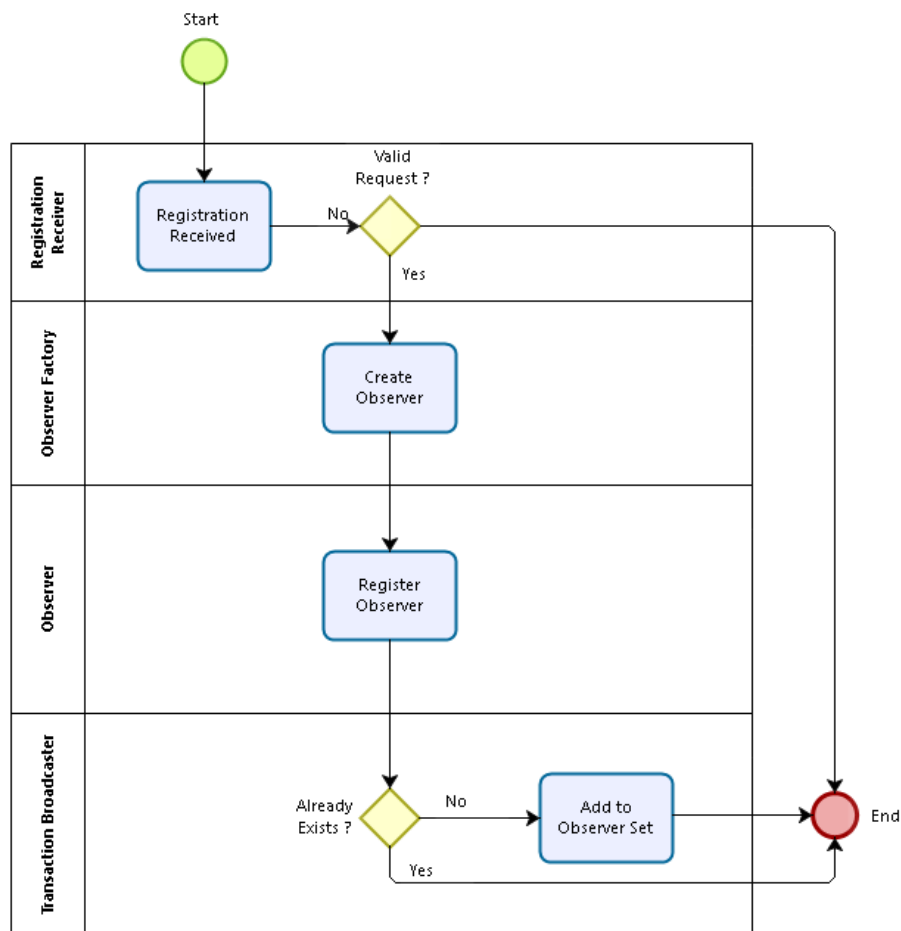 Start
Registration
Receiver
Registration
Received
No
Valid
Request ?
Yes
Observer Factory
Create
Observer
Observer
Register
Observer
Transaction Broadcaster
Already
Exists ?
No
Add to
Observer Set
Yes
End